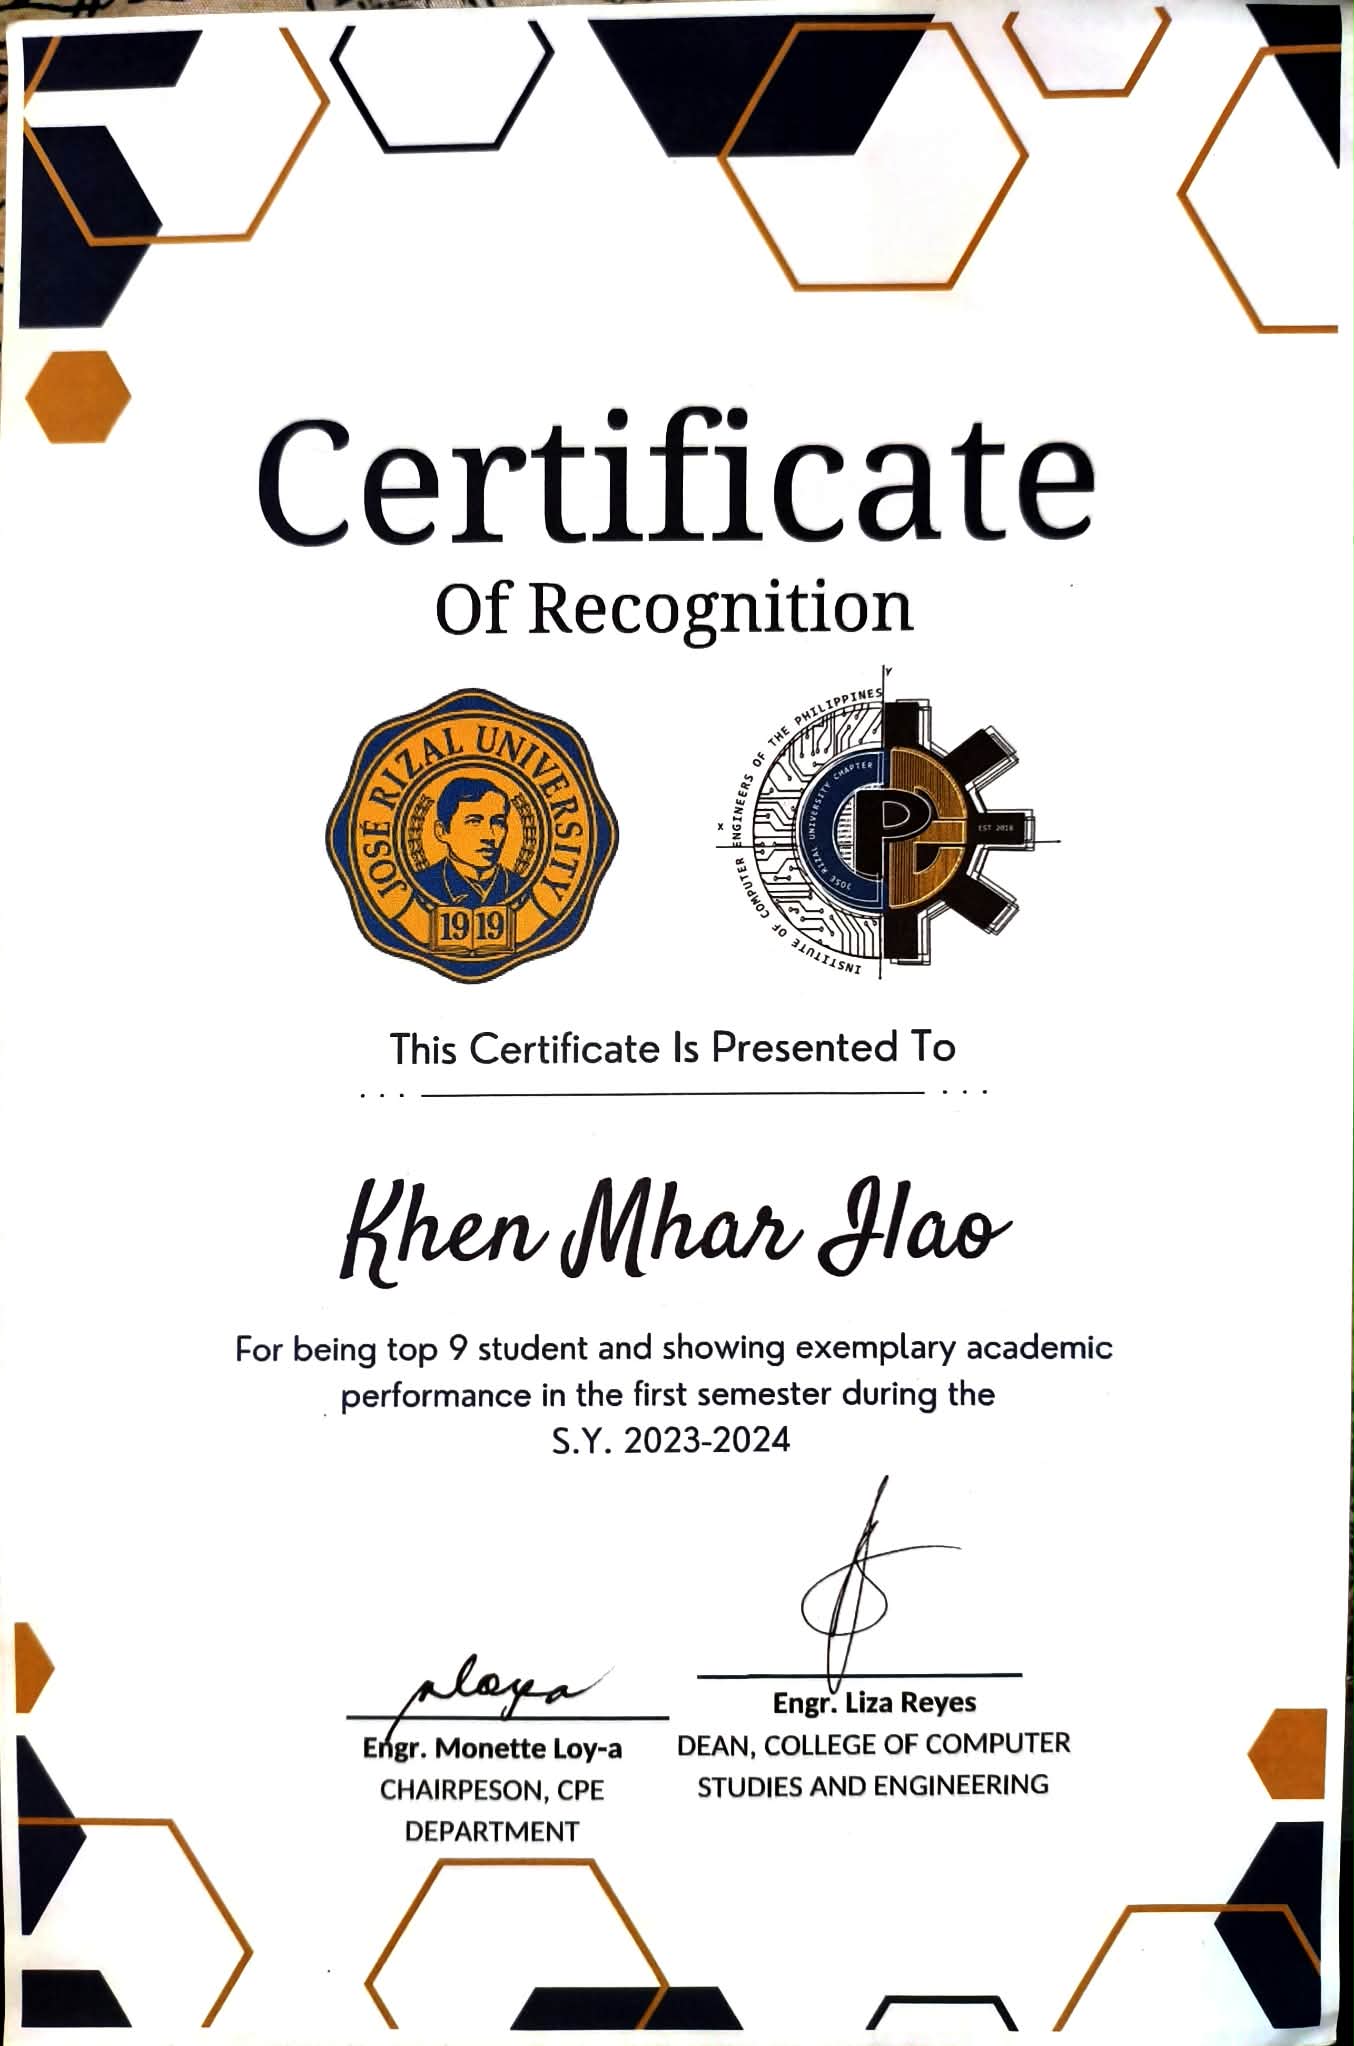 Certificate
Of Recognition
JOSÉ RIZAL UNIVERSITY
1919
INSTITUTE OF COMPUTER ENGINEERS OF THE PHILIPPINES
JOSE RIZAL UNIVERSITY CHAPTER
Y
X
CPE
EST 2018
This Certificate Is Presented To
Khen Mhar Ilao
For being top 9 student and showing exemplary academic
performance in the first semester during the
S.Y. 2023-2024
Engr. Monette Loy-a
CHAIRPESON, CPE
DEPARTMENT
Engr. Liza Reyes
DEAN, COLLEGE OF COMPUTER
STUDIES AND ENGINEERING